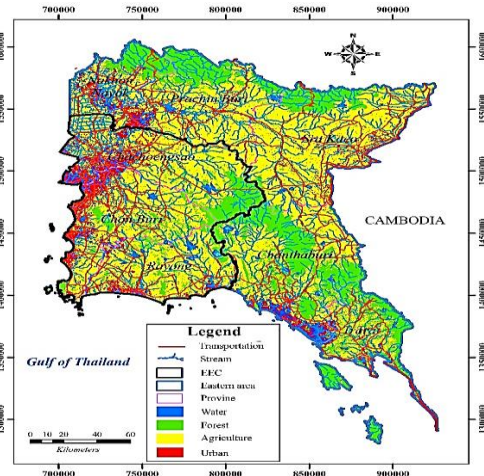 700000 750000 800000 850000 900000
N
W E
S
Nakhon
Nayok
Prachin Buri
Sra Kaeo
Chachoengsao
Chon Buri
CAMBODIA
Rayong
Chanthaburi
Trard
Gulf of Thailand
Legend
Transportation
Stream
EEC
Eastern area
Provine
Water
Forest
Agriculture
Urban
0 10 20 40 60
Kilometers
700000 750000 800000 850000 900000